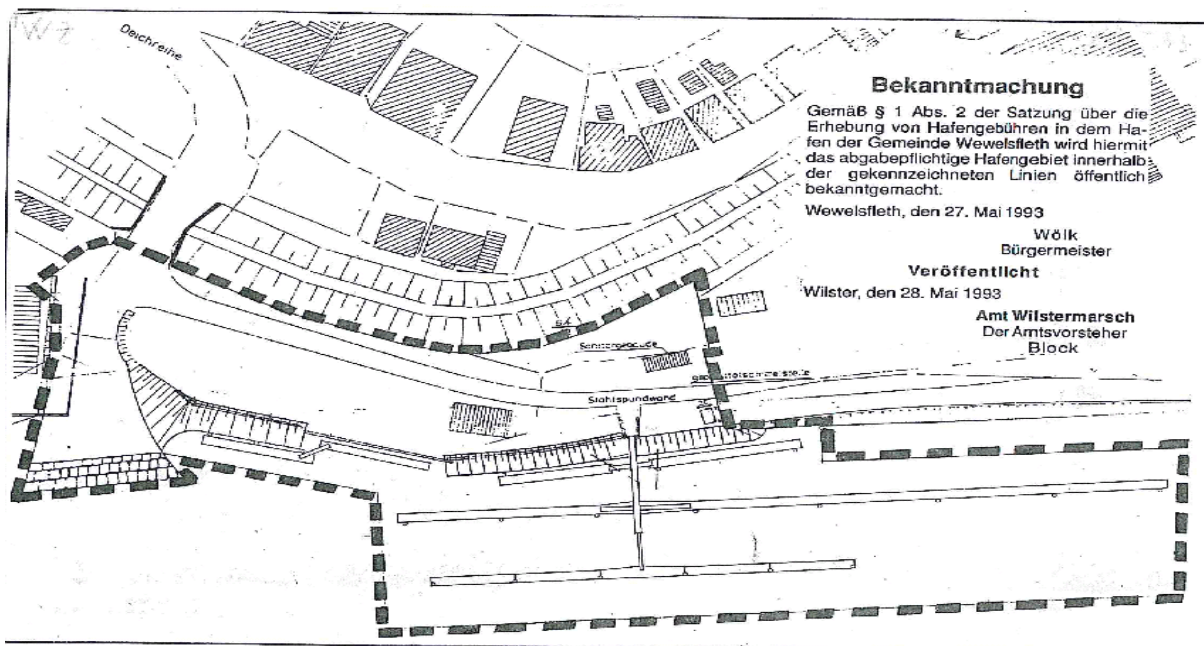 WZ
Deichreihe
Bekanntmachung
Gemäß § 1 Abs. 2 der Satzung über die
Erhebung von Hafengebühren in dem Ha-
fen der Gemeinde Wewelsfleth wird hiermit
das abgabepflichtige Hafengebiet innerhalb
der gekennzeichneten Linien öffentlich
bekanntgemacht.
Wewelsfleth, den 27. Mai 1993
Wölk
Bürgermeister
Veröffentlicht
Wilster, den 28. Mai 1993
Amt Wilstermarsch
Der Amtsvorsteher
Block
Sanitärgebäude
Stahlspundwand